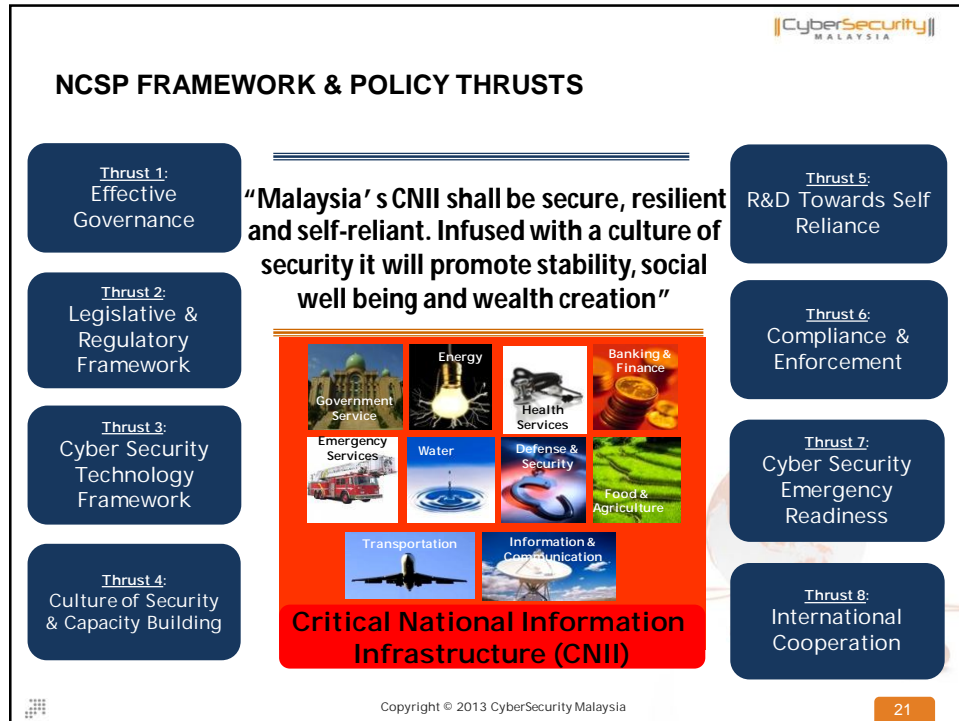 ||CyberSecurity||
MALAYSIA
NCSP FRAMEWORK & POLICY THRUSTS
Thrust 1:
Effective
Governance
Thrust 2:
Legislative &
Regulatory
Framework
Thrust 3:
Cyber Security
Technology
Framework
Thrust 4:
Culture of Security
& Capacity Building
“Malaysia’s CNII shall be secure, resilient
and self-reliant. Infused with a culture of
security it will promote stability, social
well being and wealth creation”
Government
Service
Energy
Health
Services
Banking &
Finance
Emergency
Services
Water
Defense &
Security
Food &
Agriculture
Transportation
Information &
Communication
Critical National Information
Infrastructure (CNII)
Thrust 5:
R&D Towards Self
Reliance
Thrust 6:
Compliance &
Enforcement
Thrust 7:
Cyber Security
Emergency
Readiness
Thrust 8:
International
Cooperation
Copyright © 2013 CyberSecurity Malaysia
21